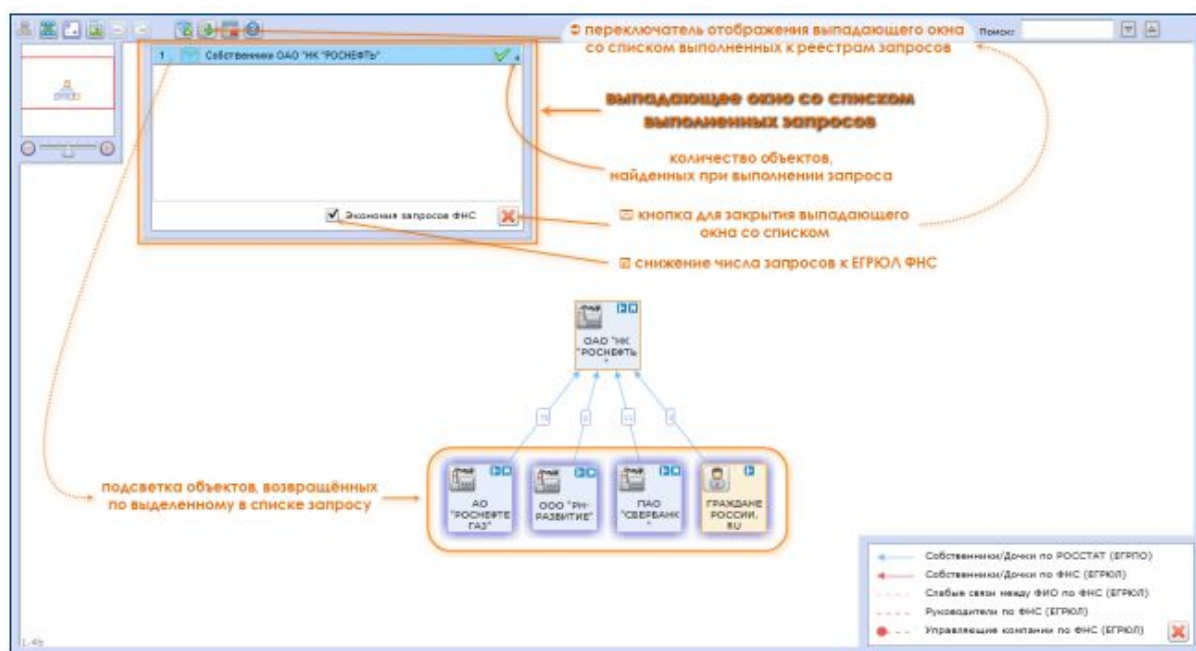 переключатель отображения выпадающего окна
со списком выполненных к реестрам запросов
Поиск:
1 Собственники ОАО "НК "РОСНЕФТЬ" 4
выпадающее окно со списком
выполненных запросов
количество объектов,
найденных при выполнении запроса
Экономия запросов ФНС
кнопка для закрытия выпадающего
окна со списком
снижение числа запросов к ЕГРЮЛ ФНС
ОАО "НК
"РОСНЕФТЬ
"
подсветка объектов, возвращённых
по выделенному в списке запросу
АО
"РОСНЕФТЕ
ГАЗ"
ООО "РН-
РАЗВИТИЕ"
ПАО
"СБЕРБАНК
"
ГРАЖДАНЕ
РОССИИ,
RU
Собственники/Дочки по РОССТАТ (ЕГРПО)
Собственники/Дочки по ФНС (ЕГРЮЛ)
Слабые связи между ФИО по ФНС (ЕГРЮЛ)
Руководители по ФНС (ЕГРЮЛ)
Управляющие компании по ФНС (ЕГРЮЛ)